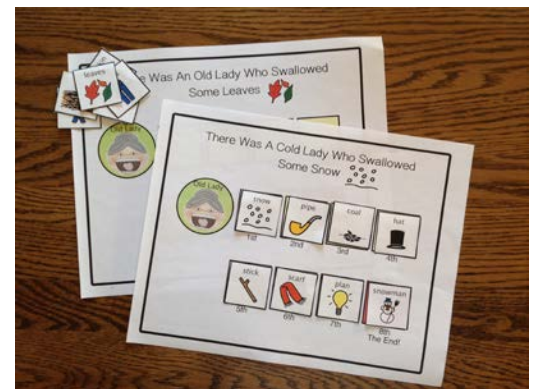 leaves
Was An Old Lady Who Swallowed
Some Leaves
Old Lady
There Was A Cold Lady Who Swallowed
Some Snow
Old Lady
snow
pipe
coal
hat
1st
2nd
3rd
4th
stick
scarf
plan
snowman
5th
6th
7th
8th
The End!